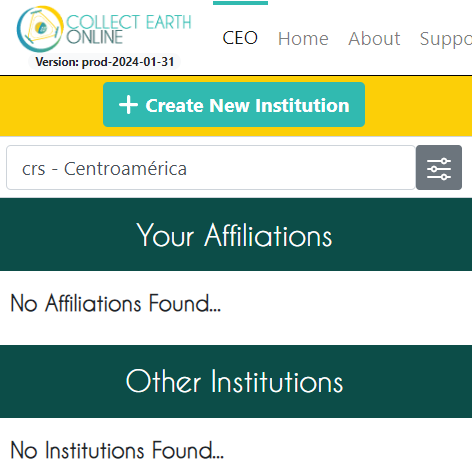 COLLECT EARTH
ONLINE
Version: prod-2024-01-31
CEO Home About Suppo
+ Create New Institution
crs - Centroamérica
Your Affiliations
No Affiliations Found...
Other Institutions
No Institutions Found...